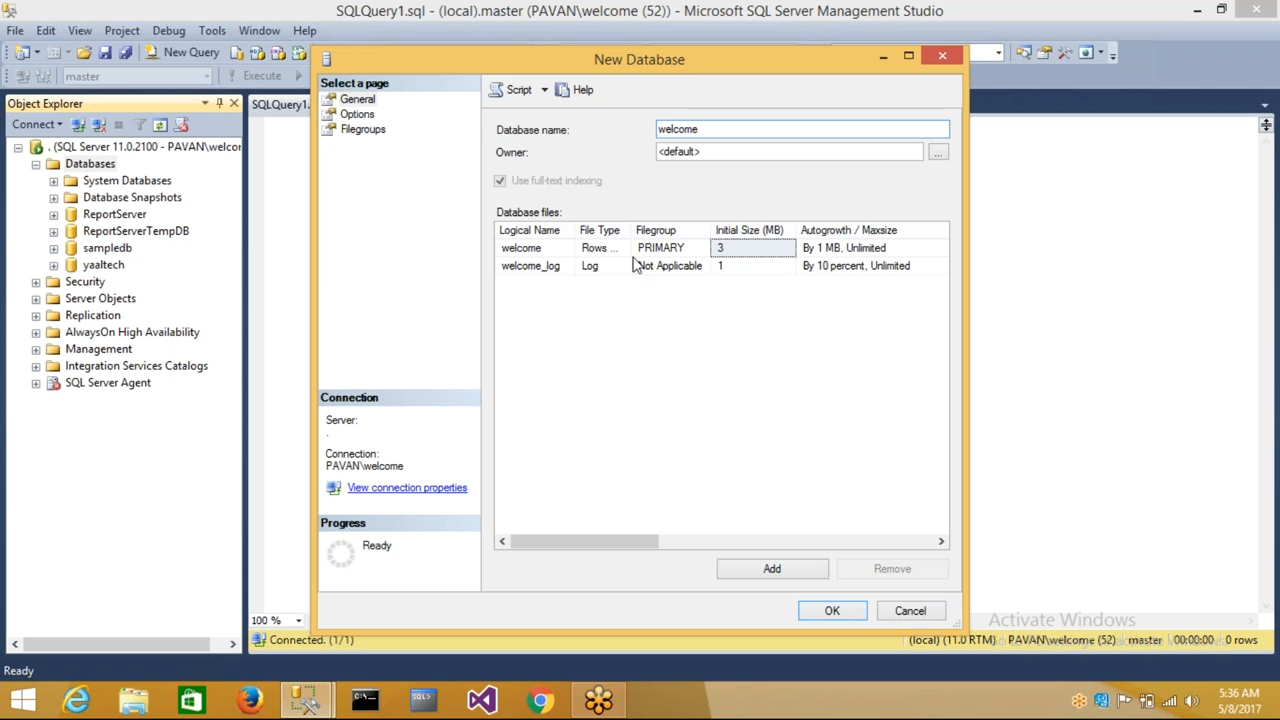 SQLQuery1.sql - (local).master (PAVAN\welcome (52)) - Microsoft SQL Server Management Studio
File Edit View Project Debug Tools Window Help
New Query
master
Execute
Object Explorer
Connect
. (SQL Server 11.0.2100 - PAVAN\welcor
Databases
System Databases
Database Snapshots
ReportServer
ReportServerTempDB
sampledb
yaaltech
Security
Server Objects
Replication
AlwaysOn High Availability
Management
Integration Services Catalogs
SQL Server Agent
SQLQuery1.
New Database
Select a page
General
Options
Filegroups
Script Help
Database name: welcome
Owner: <default> ...
Use full-text indexing
Database files:
Logical Name File Type Filegroup Initial Size (MB) Autogrowth / Maxsize
welcome Rows ... PRIMARY 3 By 1 MB, Unlimited
welcome_log Log Not Applicable 1 By 10 percent, Unlimited
Connection
Server:
.
Connection:
PAVAN\welcome
View connection properties
Progress
Ready
Add Remove
OK Cancel
100 %
Activate Windows
Connected. (1/1) (local) (11.0 RTM) PAVAN\welcome (52) master 00:00:00 0 rows
Ready
5:36 AM
5/8/2017